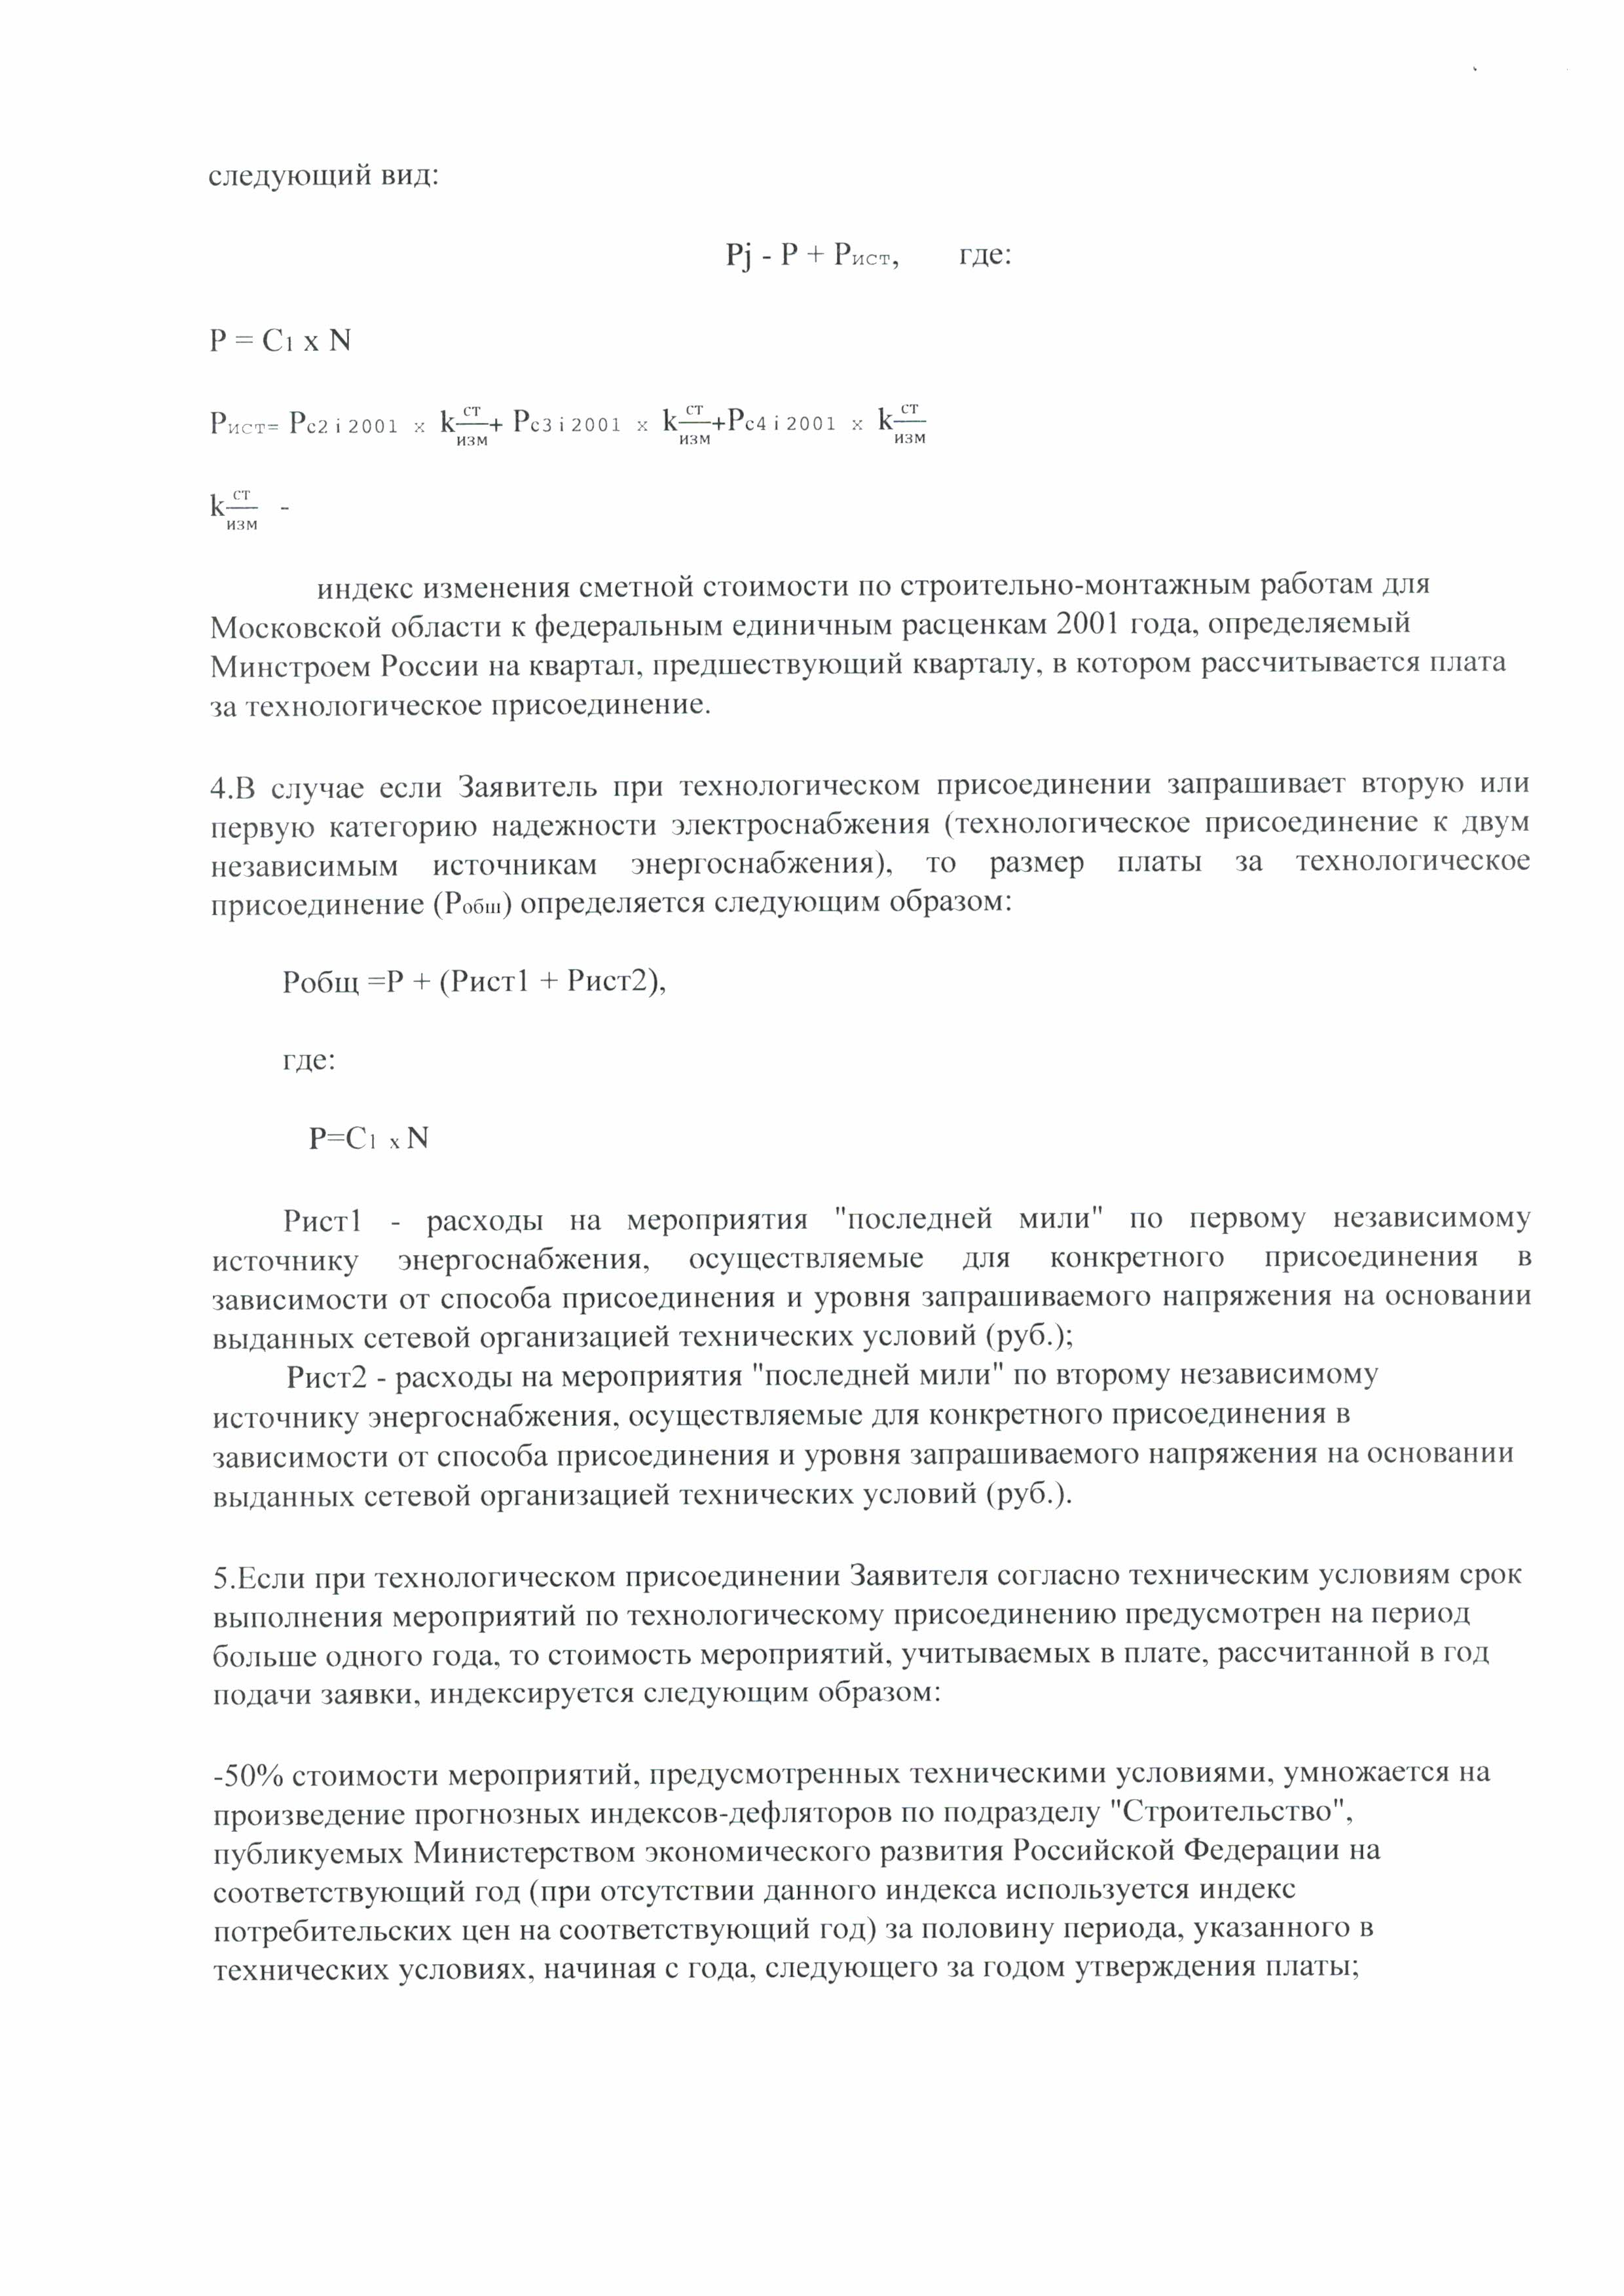 следующий вид:
Pj - P + Рист, где:
P = C1 x N
Рист= Рс2 i 2001 x k ст + Рс3 i 2001 x k ст +Рс4 i 2001 x k ст
изм изм изм
k ст -
изм
индекс изменения сметной стоимости по строительно-монтажным работам для
Московской области к федеральным единичным расценкам 2001 года, определяемый
Минстроем России на квартал, предшествующий кварталу, в котором рассчитывается плата
за технологическое присоединение.
4.В случае если Заявитель при технологическом присоединении запрашивает вторую или
первую категорию надежности электроснабжения (технологическое присоединение к двум
независимым источникам энергоснабжения), то размер платы за технологическое
присоединение (Робщ) определяется следующим образом:
Робщ =Р + (Рист1 + Рист2),
где:
P=C1 x N
Рист1 - расходы на мероприятия "последней мили" по первому независимому
источнику энергоснабжения, осуществляемые для конкретного присоединения в
зависимости от способа присоединения и уровня запрашиваемого напряжения на основании
выданных сетевой организацией технических условий (руб.);
Рист2 - расходы на мероприятия "последней мили" по второму независимому
источнику энергоснабжения, осуществляемые для конкретного присоединения в
зависимости от способа присоединения и уровня запрашиваемого напряжения на основании
выданных сетевой организацией технических условий (руб.).
5.Если при технологическом присоединении Заявителя согласно техническим условиям срок
выполнения мероприятий по технологическому присоединению предусмотрен на период
больше одного года, то стоимость мероприятий, учитываемых в плате, рассчитанной в год
подачи заявки, индексируется следующим образом:
-50% стоимости мероприятий, предусмотренных техническими условиями, умножается на
произведение прогнозных индексов-дефляторов по подразделу "Строительство",
публикуемых Министерством экономического развития Российской Федерации на
соответствующий год (при отсутствии данного индекса используется индекс
потребительских цен на соответствующий год) за половину периода, указанного в
технических условиях, начиная с года, следующего за годом утверждения платы;